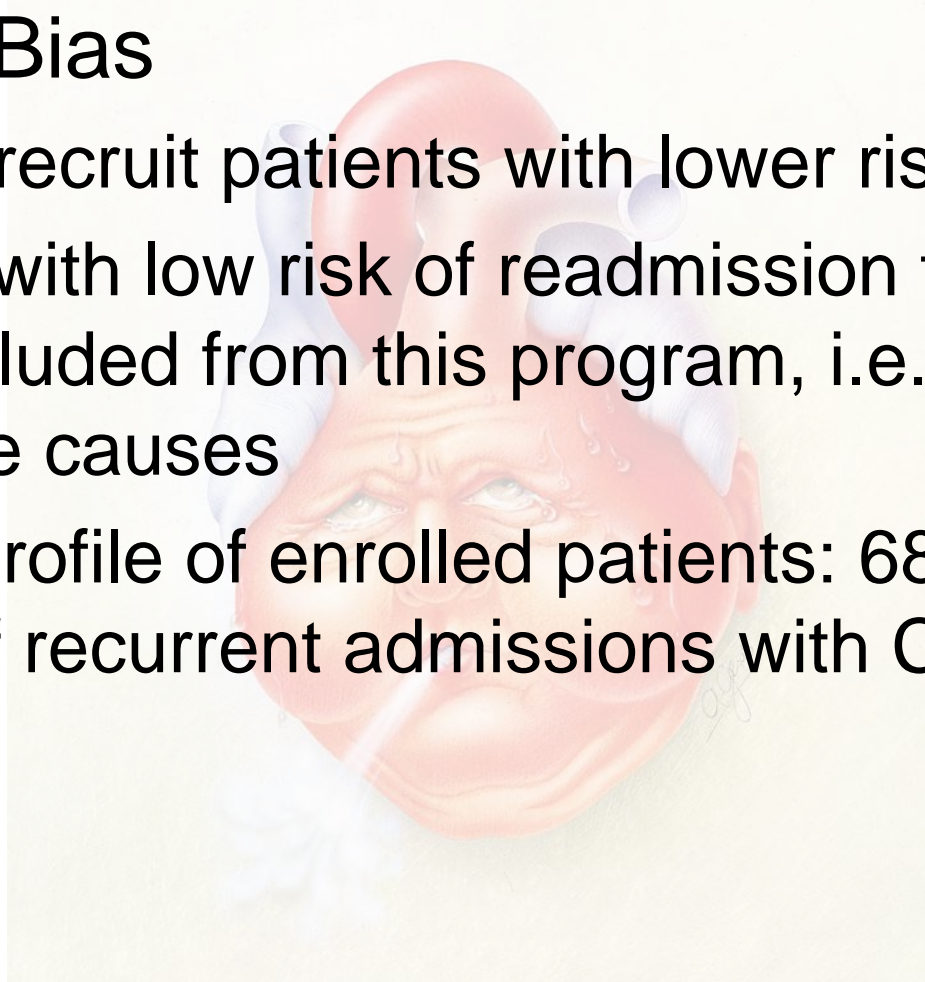 Bias
recruit patients with lower ris
with low risk of readmission
luded from this program, i.e.
e causes
rofile of enrolled patients: 68
recurrent admissions with C